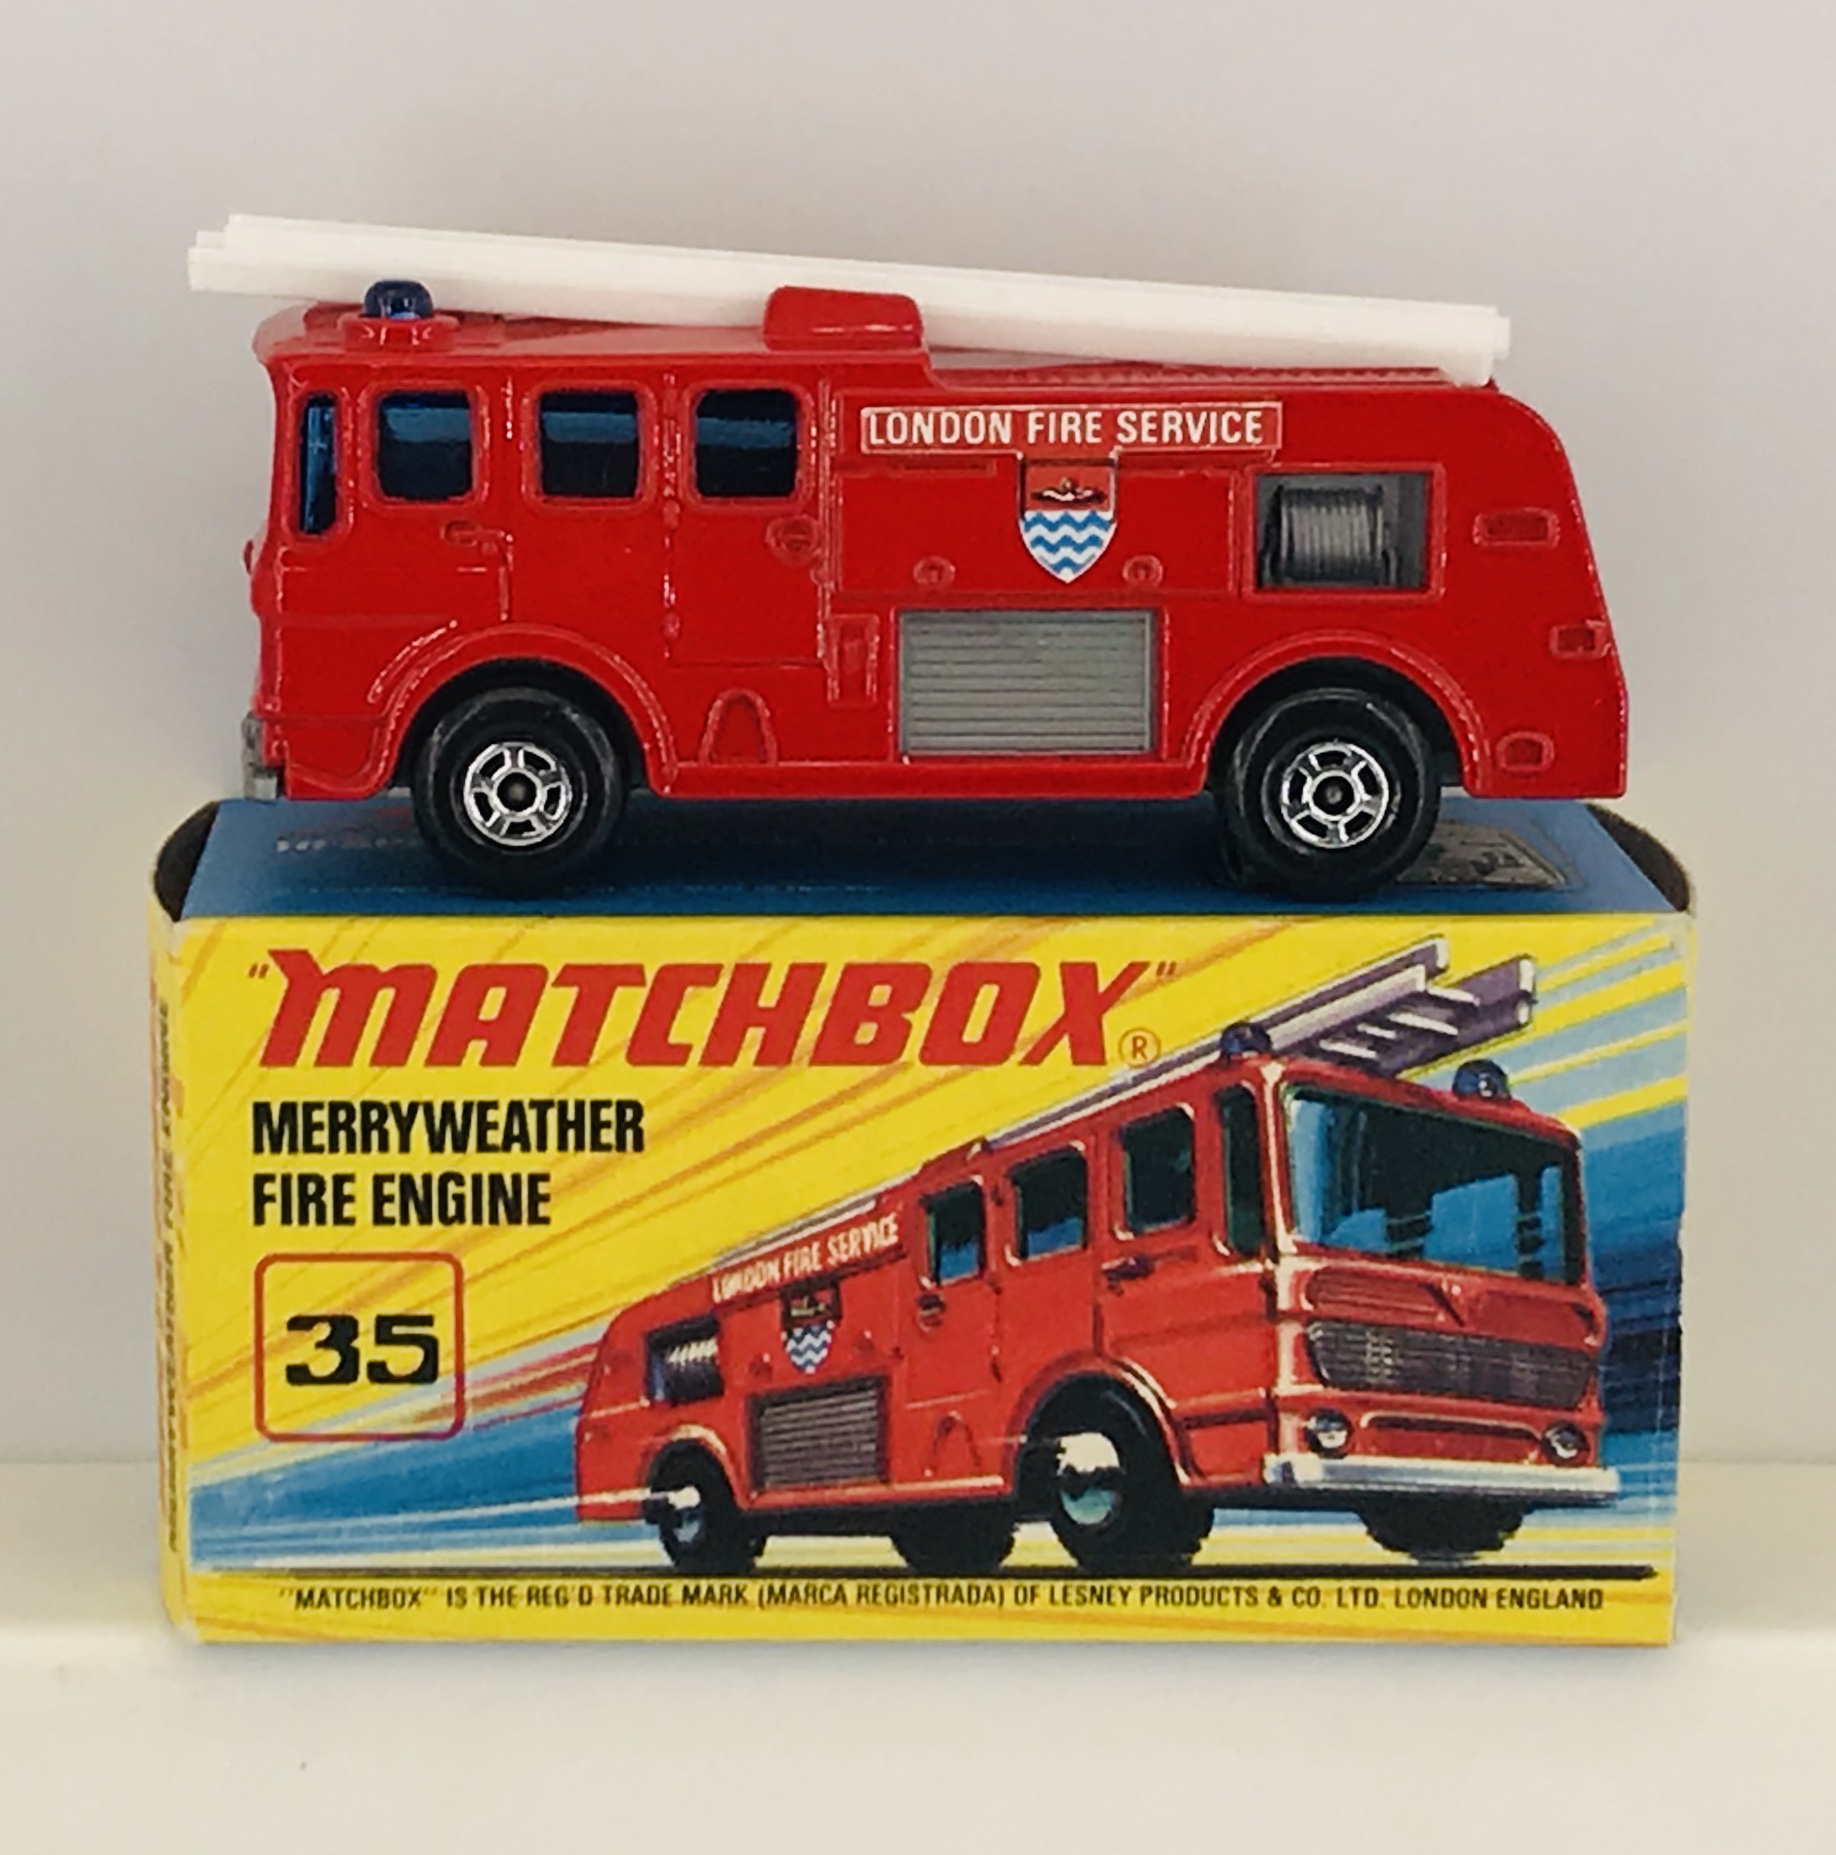 LONDON FIRE SERVICE
"MATCHBOX"®
MERRYWEATHER
FIRE ENGINE
35
LONDON FIRE SERVICE
"MATCHBOX" IS THE REG'D TRADE MARK (MARCA REGISTRADA) OF LESNEY PRODUCTS & CO. LTD. LONDON ENGLAND